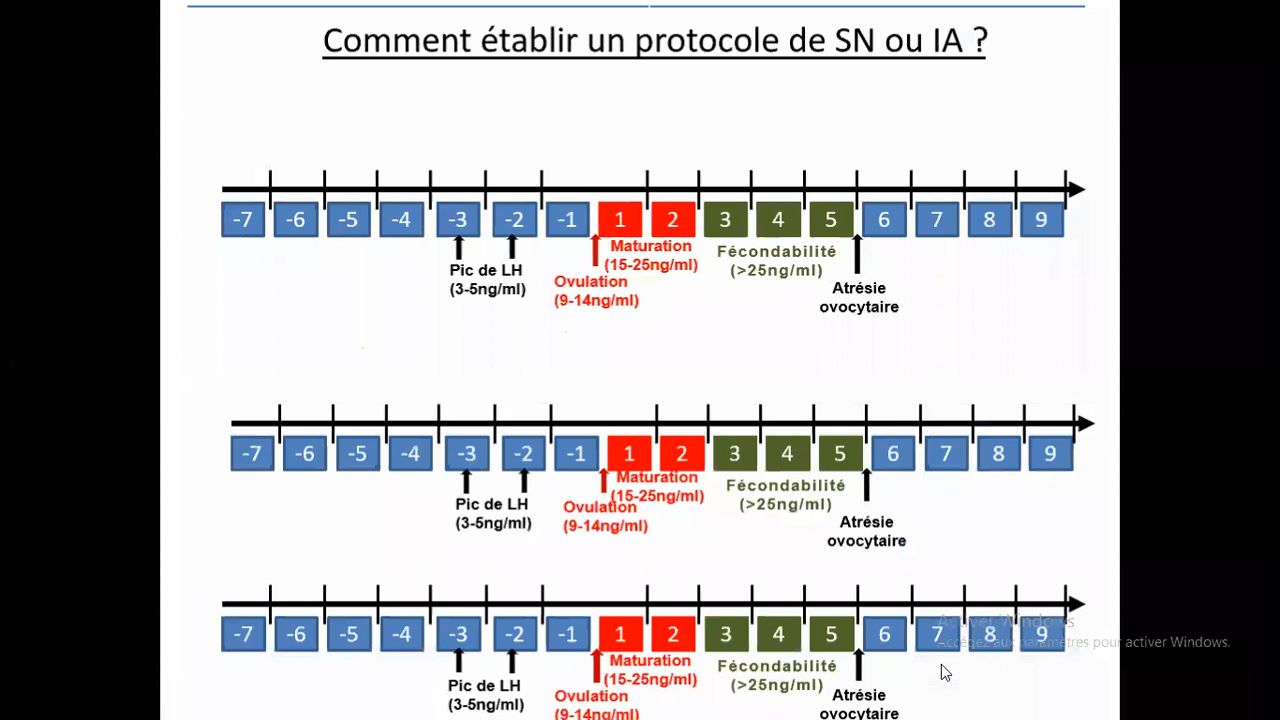 Comment établir un protocole de SN ou IA ?
-7 -6 -5 -4 -3 -2 -1 1 2 3 4 5 6 7 8 9
Pic de LH
(3-5ng/ml)
Ovulation
(9-14ng/ml)
Maturation
(15-25ng/ml)
Fécondabilité
(>25ng/ml)
Atrésie
ovocytaire
-7 -6 -5 -4 -3 -2 -1 1 2 3 4 5 6 7 8 9
Pic de LH
(3-5ng/ml)
Ovulation
(9-14ng/ml)
Maturation
(15-25ng/ml)
Fécondabilité
(>25ng/ml)
Atrésie
ovocytaire
-7 -6 -5 -4 -3 -2 -1 1 2 3 4 5 6 7 8 9
Pic de LH
(3-5ng/ml)
Ovulation
(9-14ng/ml)
Maturation
(15-25ng/ml)
Fécondabilité
(>25ng/ml)
Atrésie
ovocytaire
Activer Windows
Accédez aux paramètres pour activer Windows.